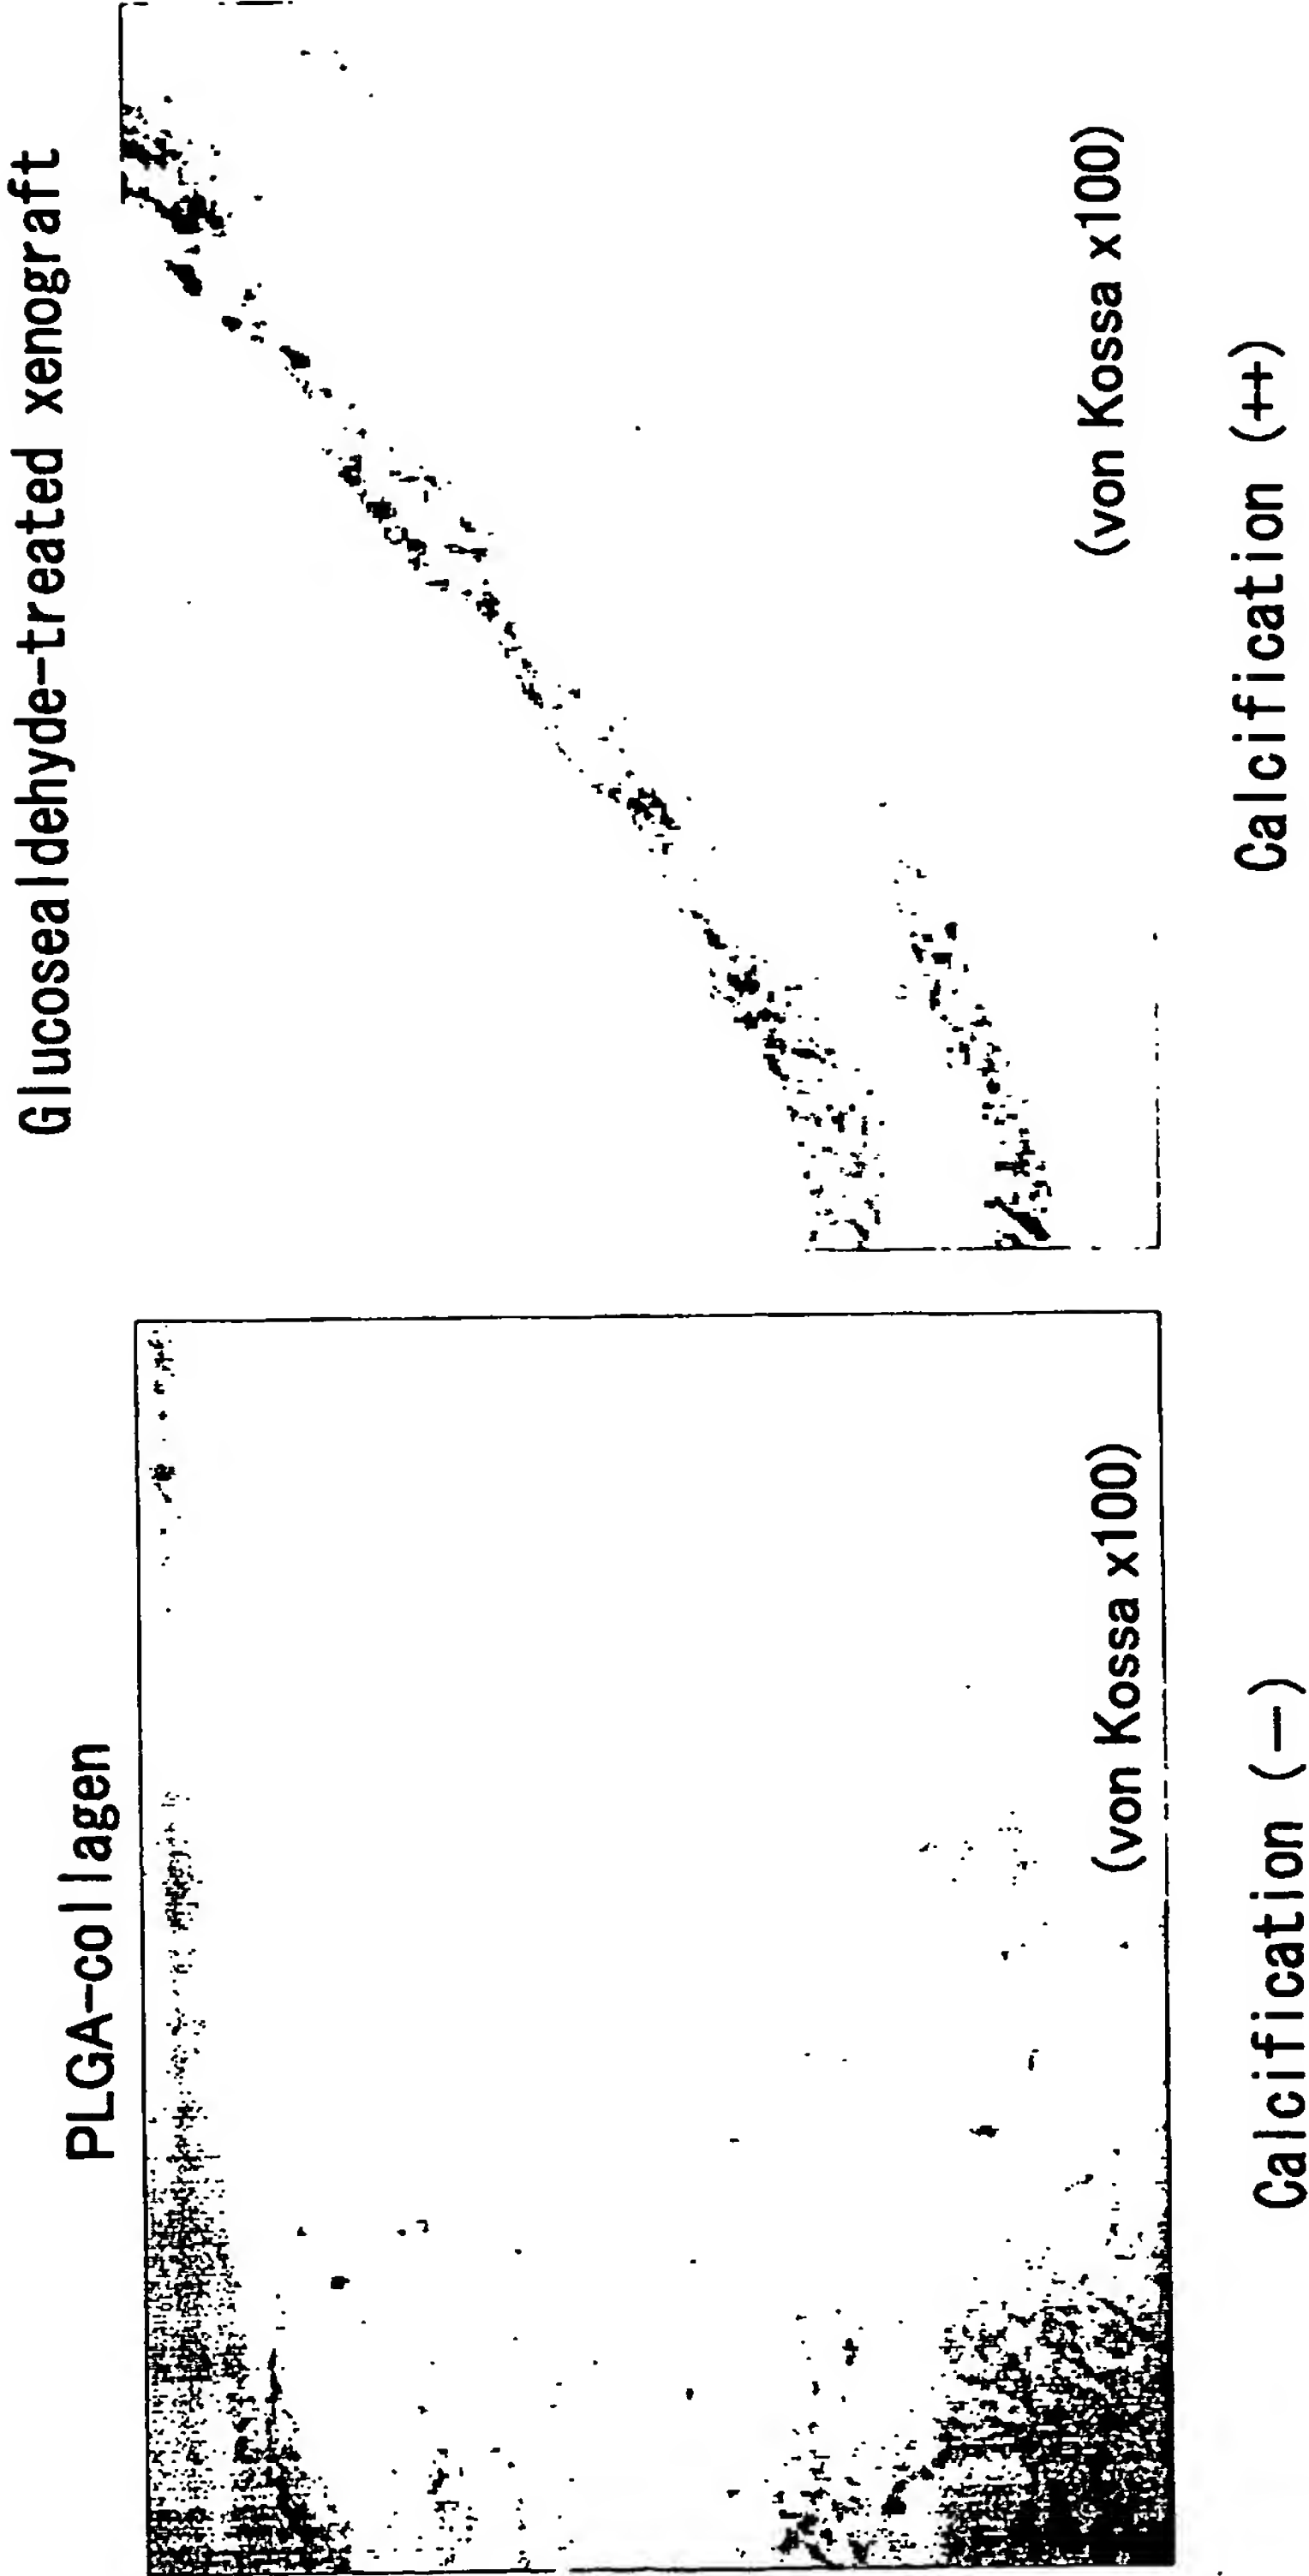 PLGA-collagen
(von Kossa x100)
Calcification (—)
Glucosealdehyde-treated xenograft
(von Kossa x100)
Calcification (++)